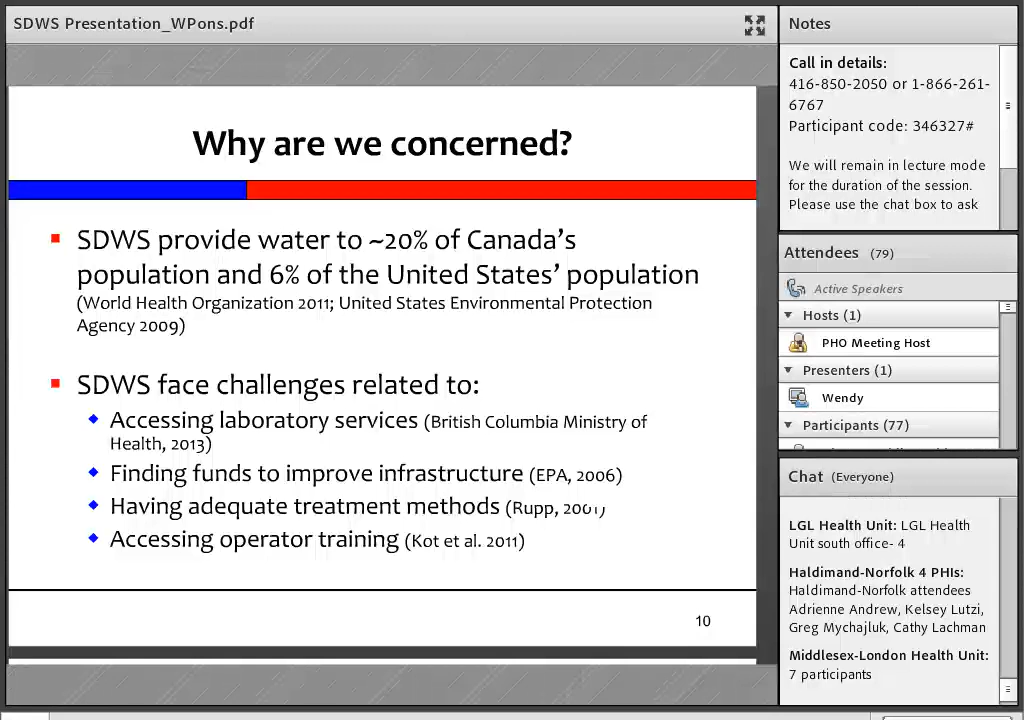 SDWS Presentation_WPons.pdf
Why are we concerned?
SDWS provide water to ~20% of Canada's
population and 6% of the United States' population
(World Health Organization 2011; United States Environmental Protection
Agency 2009)
SDWS face challenges related to:
Accessing laboratory services (British Columbia Ministry of
Health, 2013)
Finding funds to improve infrastructure (EPA, 2006)
Having adequate treatment methods (Rupp, 2001)
Accessing operator training (Kot et al. 2011)
10
Notes
Call in details:
416-850-2050 or 1-866-261-
6767
Participant code: 346327#
We will remain in lecture mode
for the duration of the session.
Please use the chat box to ask
Attendees (79)
Active Speakers
Hosts (1)
PHO Meeting Host
Presenters (1)
Wendy
Participants (77)
Chat (Everyone)
LGL Health Unit: LGL Health
Unit south office- 4
Haldimand-Norfolk 4 PHIs:
Haldimand-Norfolk attendees
Adrienne Andrew, Kelsey Lutzi,
Greg Mychajluk, Cathy Lachman
Middlesex-London Health Unit:
7 participants